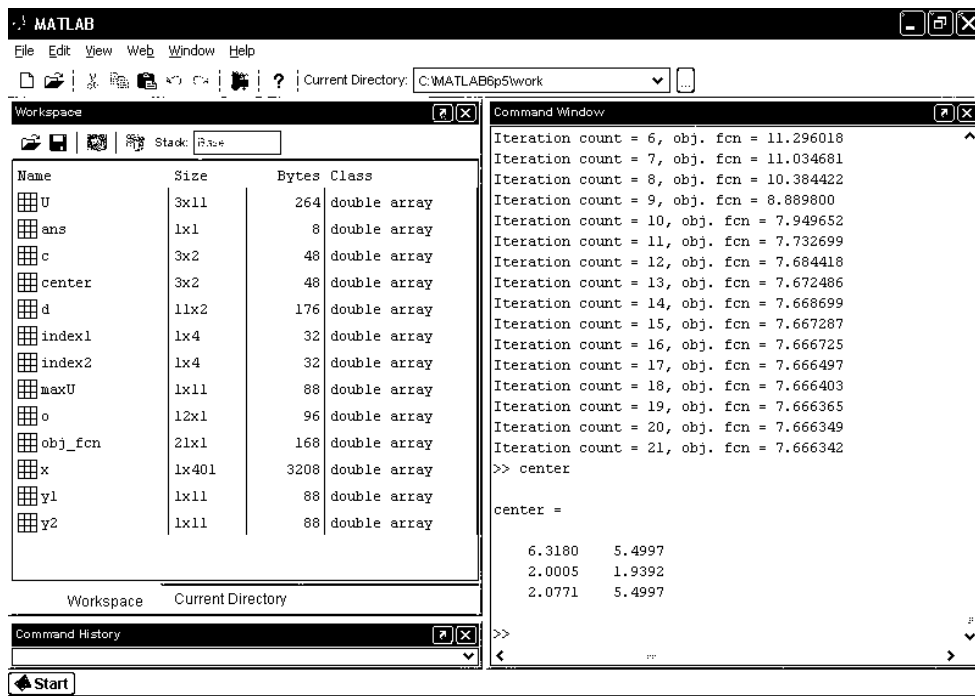 MATLAB
File Edit View Web Window Help
? Current Directory: C:\MATLAB6p5\work ...
Workspace
Stack: Base
Name Size Bytes Class
U 3x11 264 double array
ans 1x1 8 double array
c 3x2 48 double array
center 3x2 48 double array
d 11x2 176 double array
index1 1x4 32 double array
index2 1x4 32 double array
maxU 1x11 88 double array
o 12x1 96 double array
obj_fcn 21x1 168 double array
x 1x401 3208 double array
y1 1x11 88 double array
y2 1x11 88 double array
Workspace Current Directory
Command History
Start
Command Window
Iteration count = 6, obj. fcn = 11.296018
Iteration count = 7, obj. fcn = 11.034681
Iteration count = 8, obj. fcn = 10.384422
Iteration count = 9, obj. fcn = 8.889800
Iteration count = 10, obj. fcn = 7.949652
Iteration count = 11, obj. fcn = 7.732699
Iteration count = 12, obj. fcn = 7.684418
Iteration count = 13, obj. fcn = 7.672486
Iteration count = 14, obj. fcn = 7.668699
Iteration count = 15, obj. fcn = 7.667287
Iteration count = 16, obj. fcn = 7.666725
Iteration count = 17, obj. fcn = 7.666497
Iteration count = 18, obj. fcn = 7.666403
Iteration count = 19, obj. fcn = 7.666365
Iteration count = 20, obj. fcn = 7.666349
Iteration count = 21, obj. fcn = 7.666342
>> center
center =
6.3180 5.4997
2.0005 1.9392
2.0771 5.4997
>>